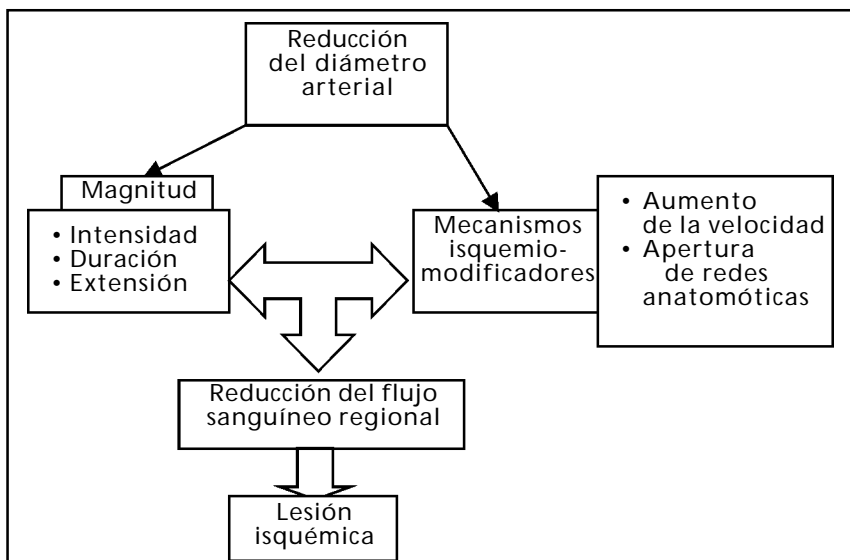 Reducción
del diámetro
arterial
Magnitud
• Intensidad
• Duración
• Extensión
Mecanismos
isquemio-
modificadores
• Aumento
de la velocidad
• Apertura
de redes
anatomóticas
Reducción del flujo
sanguíneo regional
Lesión
isquémica